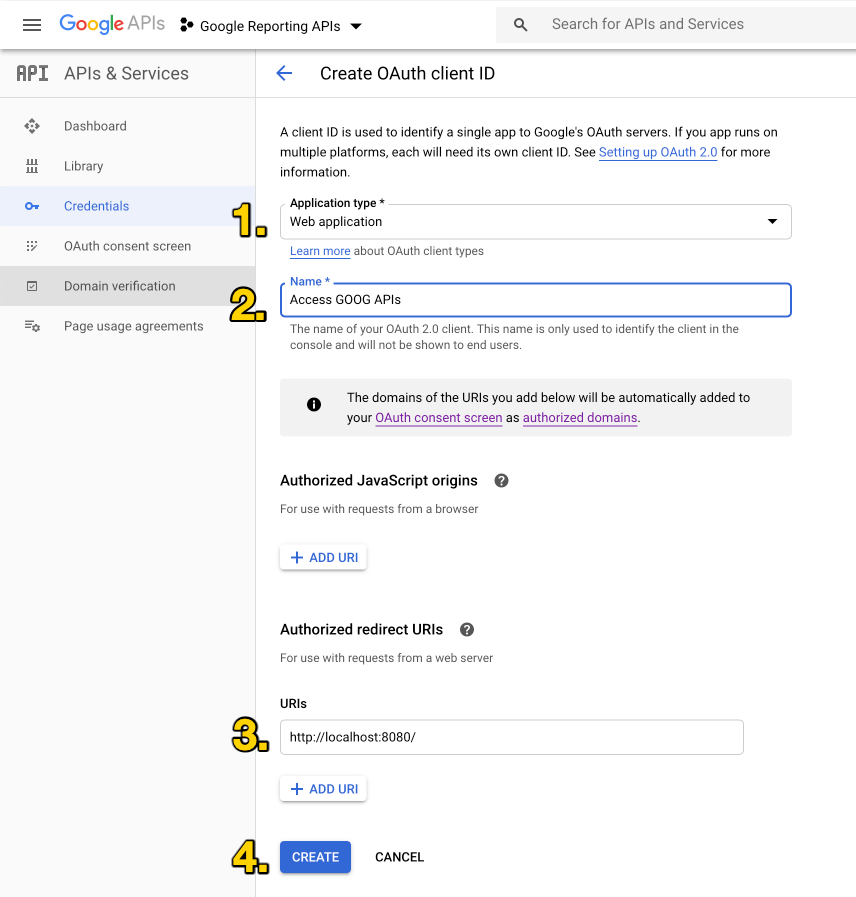 Google APIs
Google Reporting APIs
Search for APIs and Services
API APIs & Services
Create OAuth client ID
Dashboard
Library
Credentials
OAuth consent screen
Domain verification
Page usage agreements
A client ID is used to identify a single app to Google's OAuth servers. If you app runs on
multiple platforms, each will need its own client ID. See Setting up OAuth 2.0 for more
information.
1.
Application type *
Web application
Learn more about OAuth client types
2.
Name *
Access GOOG APIs
The name of your OAuth 2.0 client. This name is only used to identify the client in the
console and will not be shown to end users.
The domains of the URIs you add below will be automatically added to
your OAuth consent screen as authorized domains.
Authorized JavaScript origins
For use with requests from a browser
ADD URI
Authorized redirect URIs
For use with requests from a web server
URIs
3.
http://localhost:8080/
ADD URI
4.
CREATE CANCEL